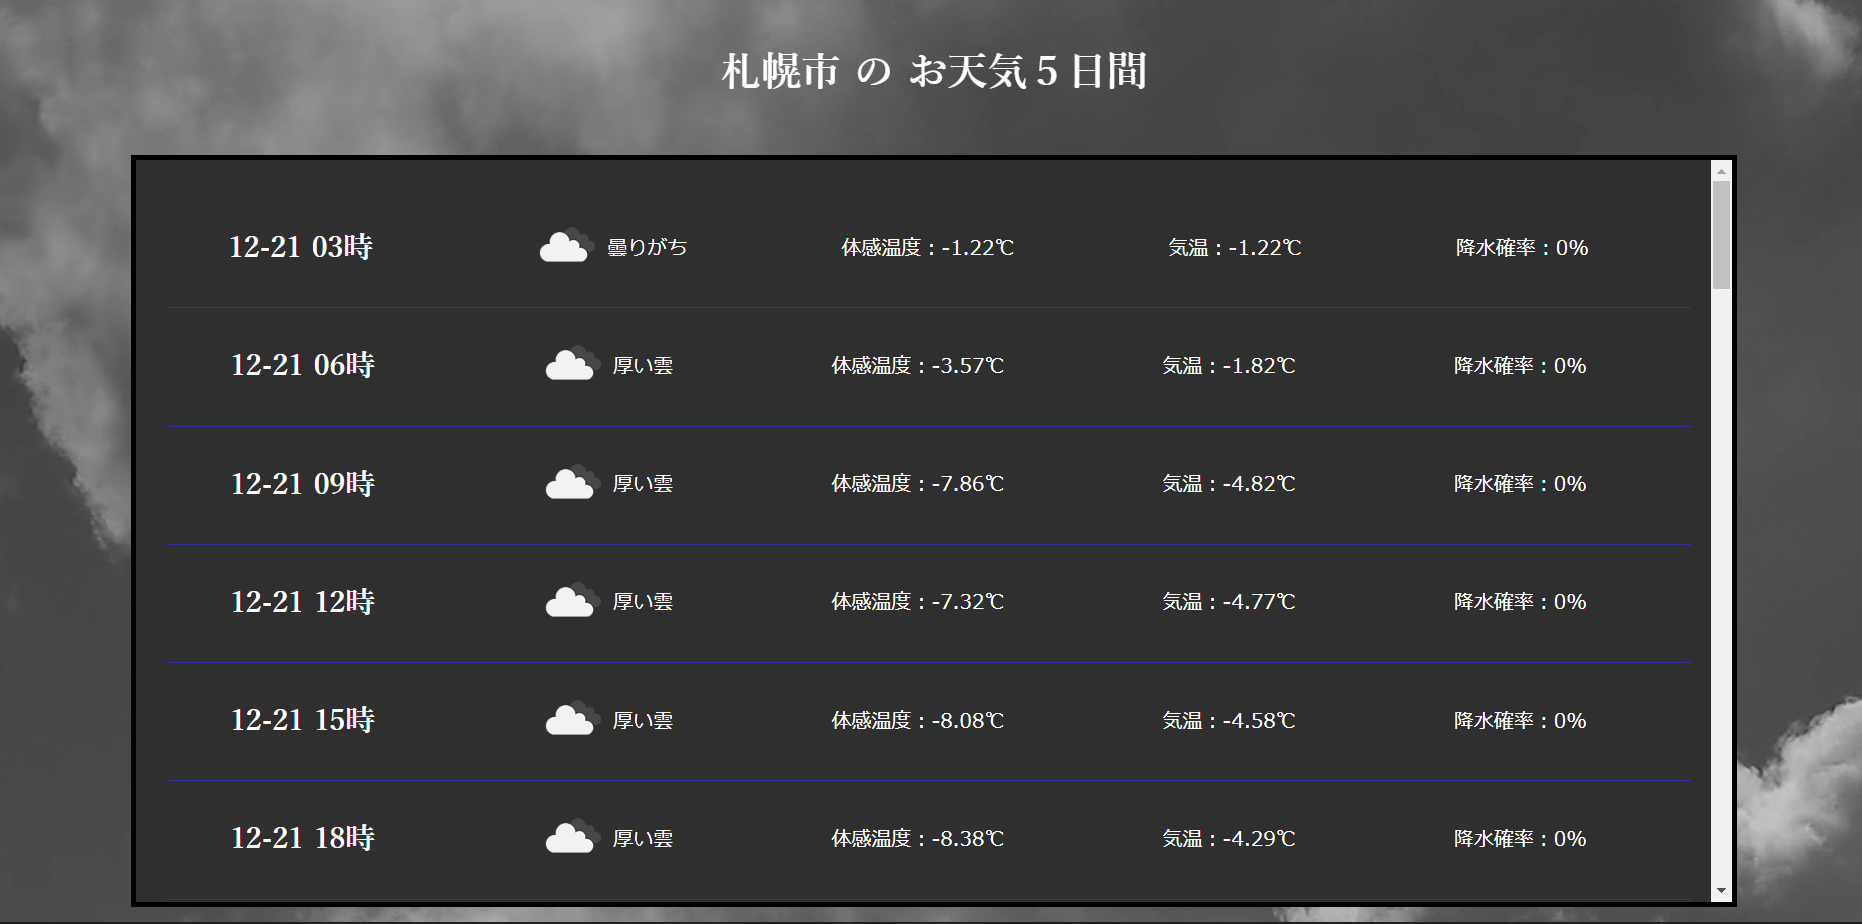 札幌市 の お天気５日間
12-21 03時 曇りがち 体感温度：-1.22℃ 気温：-1.22℃ 降水確率：0%
12-21 06時 厚い雲 体感温度：-3.57℃ 気温：-1.82℃ 降水確率：0%
12-21 09時 厚い雲 体感温度：-7.86℃ 気温：-4.82℃ 降水確率：0%
12-21 12時 厚い雲 体感温度：-7.32℃ 気温：-4.77℃ 降水確率：0%
12-21 15時 厚い雲 体感温度：-8.08℃ 気温：-4.58℃ 降水確率：0%
12-21 18時 厚い雲 体感温度：-8.38℃ 気温：-4.29℃ 降水確率：0%